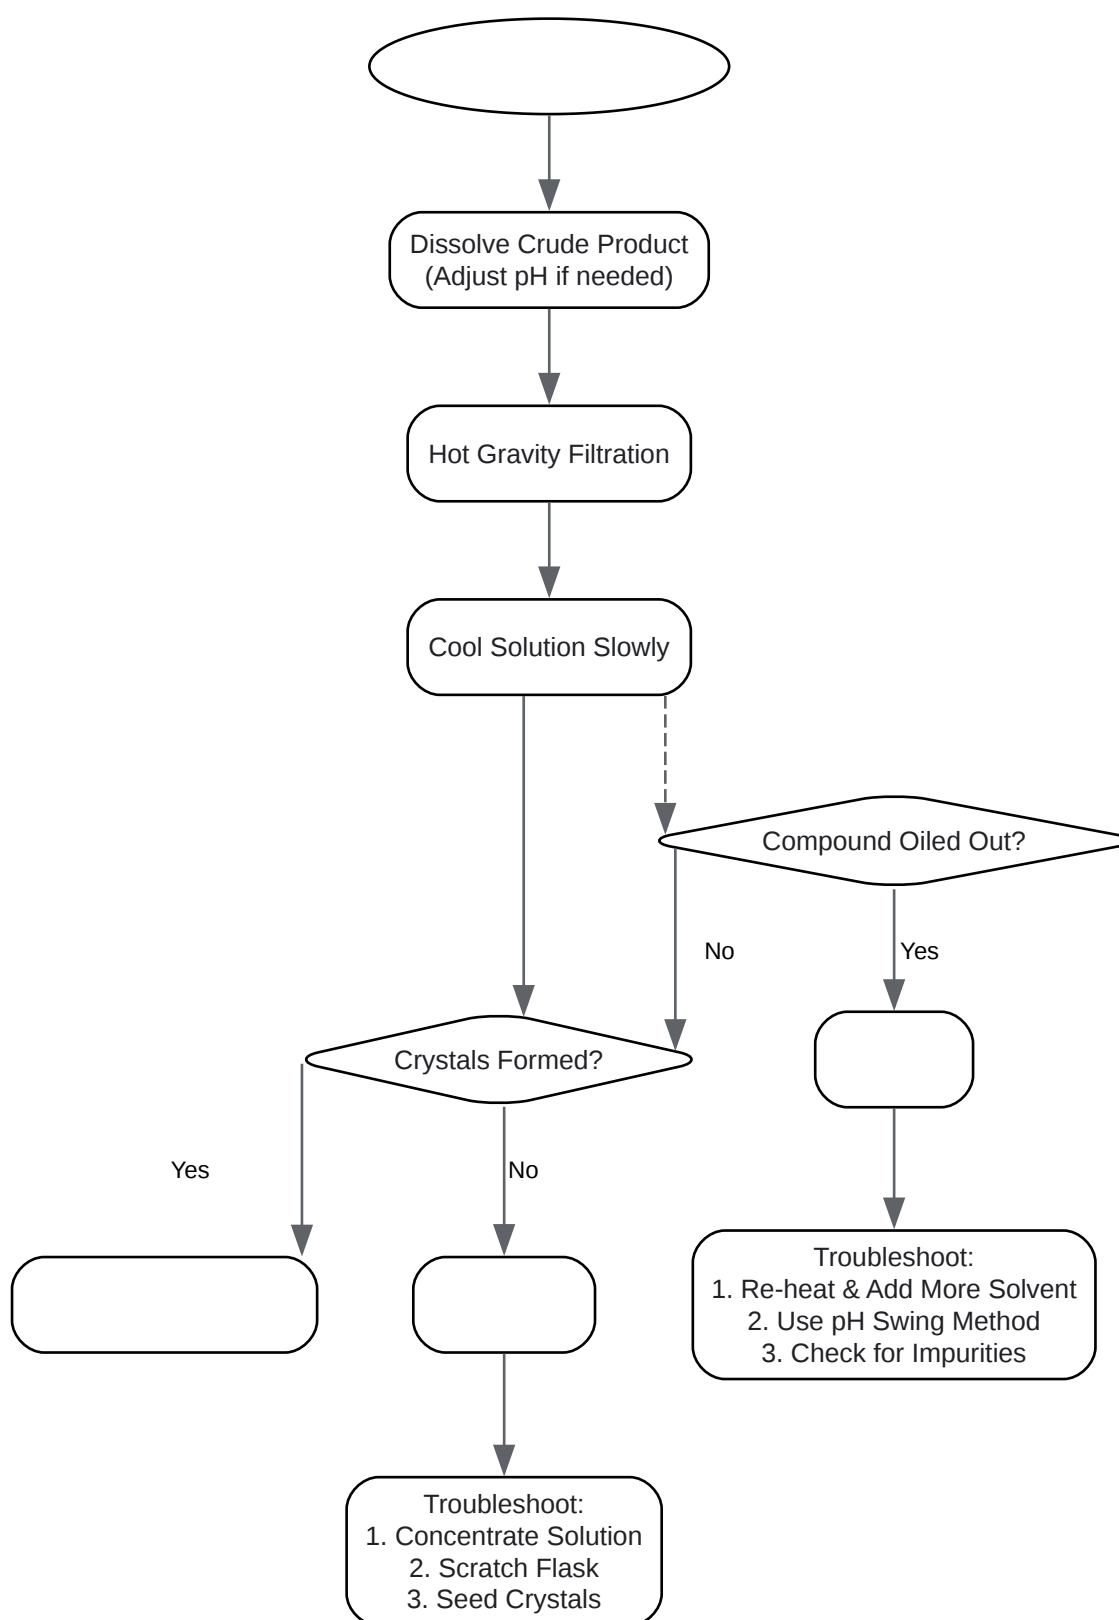 Dissolve Crude Product
(Adjust pH if needed)
Hot Gravity Filtration
Cool Solution Slowly
Compound Oiled Out?
No
Yes
Crystals Formed?
Yes
No
Troubleshoot:
1. Re-heat & Add More Solvent
2. Use pH Swing Method
3. Check for Impurities
Troubleshoot:
1. Concentrate Solution
2. Scratch Flask
3. Seed Crystals